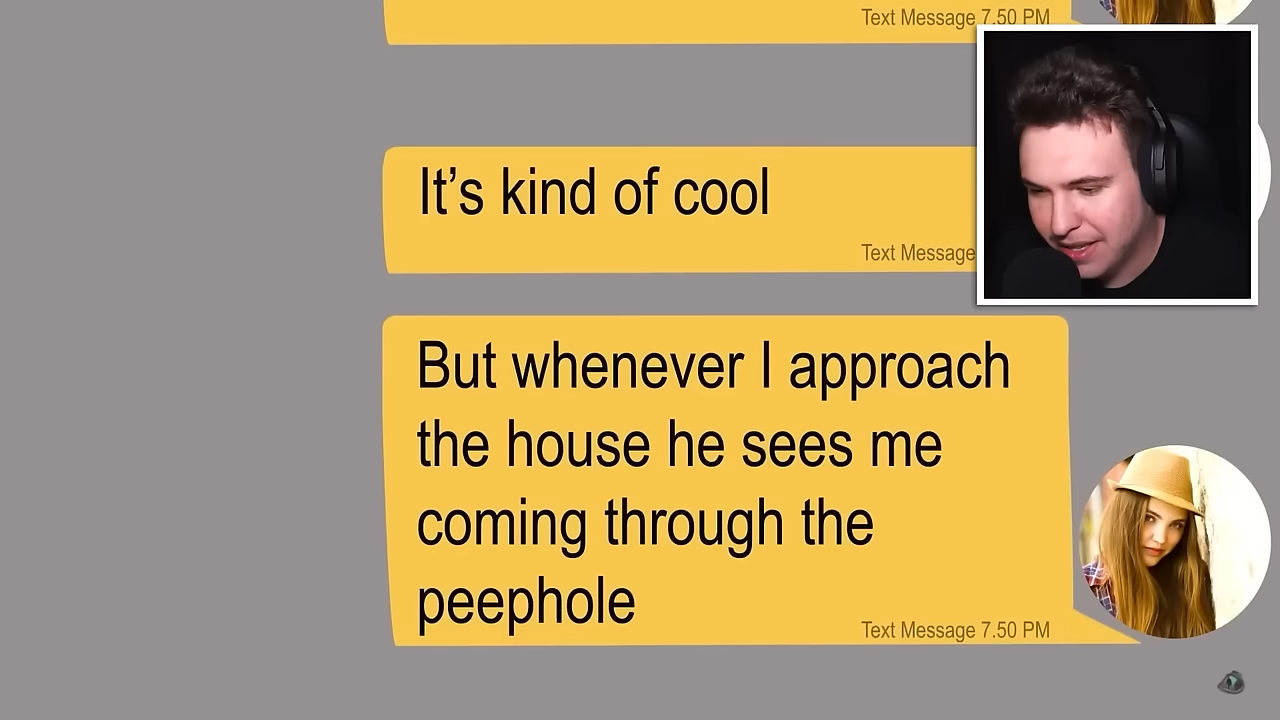 Text Message 7.50 PM
It's kind of cool
Text Message
But whenever I approach
the house he sees me
coming through the
peephole
Text Message 7.50 PM